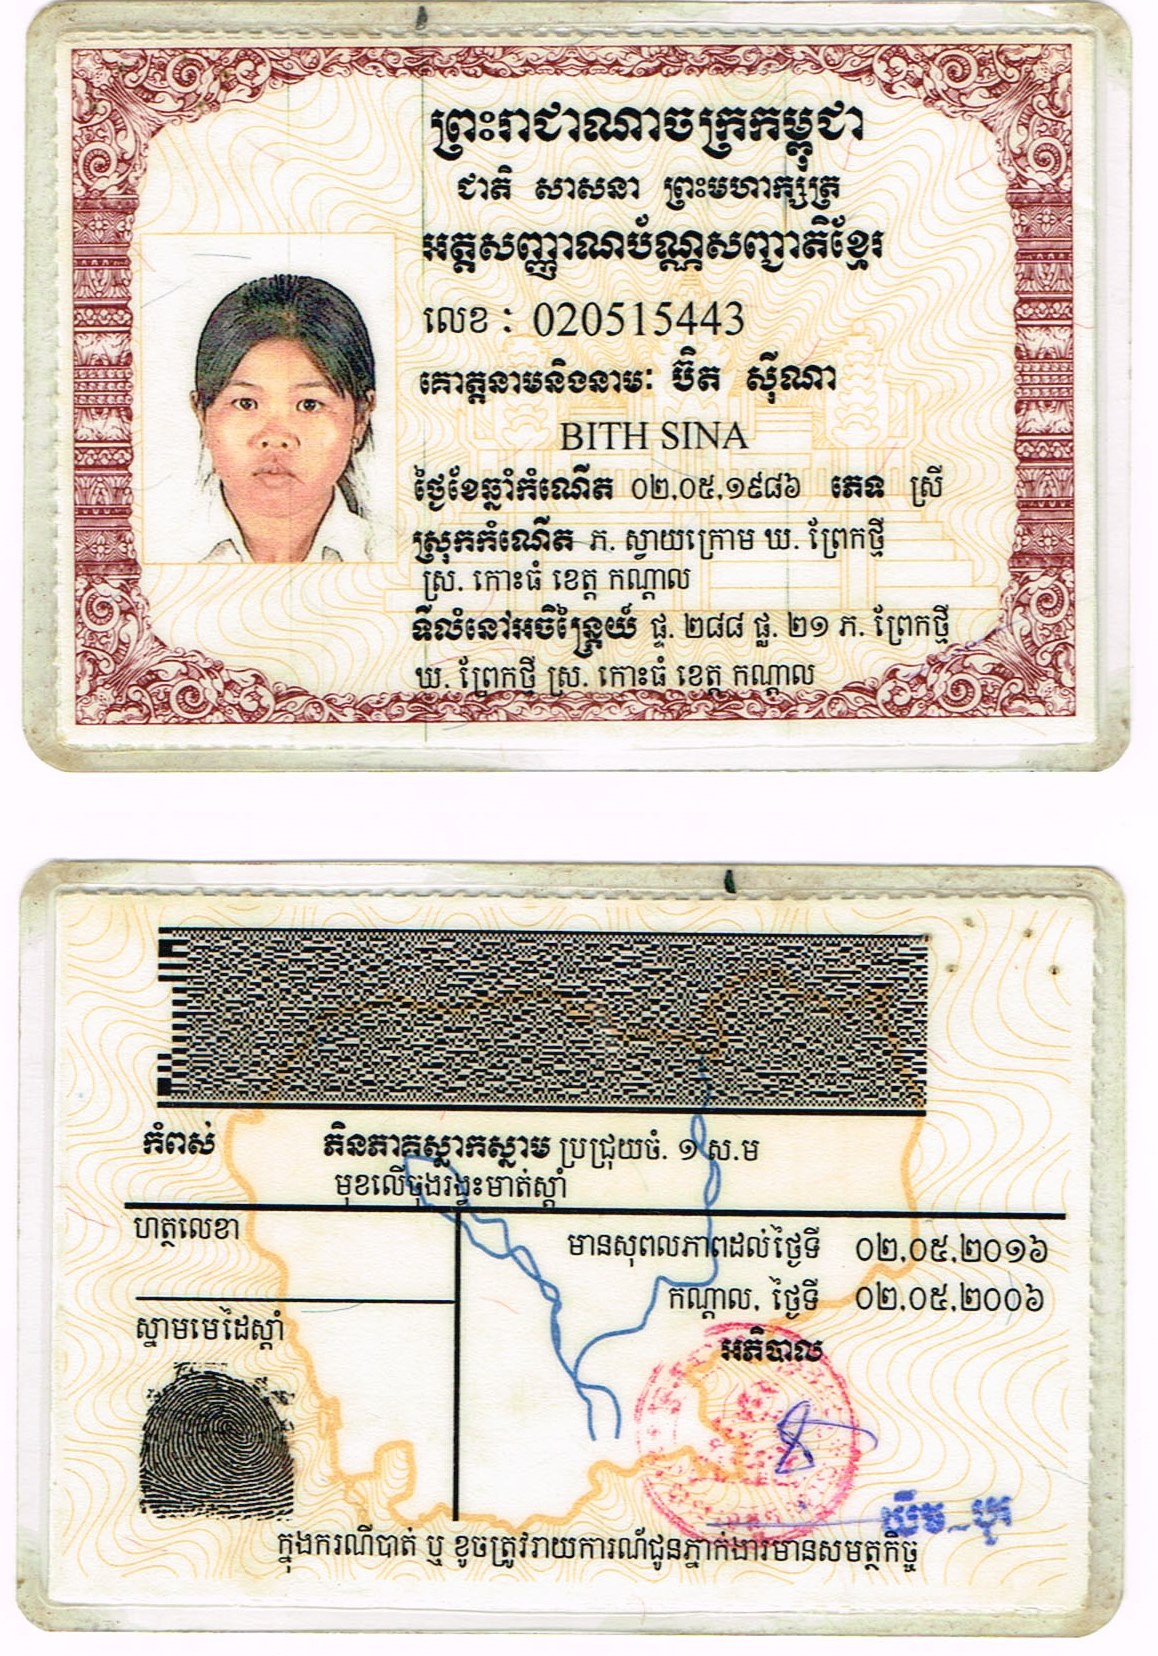 ព្រះរាជាណាចក្រកម្ពុជា
ជាតិ សាសនា ព្រះមហាក្សត្រ
អត្តសញ្ញាណប័ណ្ណសញ្ជាតិខ្មែរ
លេខ : 020515443
គោត្តនាមនិងនាម: ប៊ិត ស៊ីណា
BITH SINA
ថ្ងៃខែឆ្នាំកំណើត ០២.០៥.១៩៨៦ ភេទ ស្រី
ស្រុកកំណើត ភ. ស្វាយក្រោម ឃ. ព្រែកថ្មី
ស្រ. កោះធំ ខេត្ត កណ្តាល
ទីលំនៅអចិន្ត្រៃយ៍ ផ្ទ. ២៨៨ ផ្លូ. ២១ ភ. ព្រែកថ្មី
ឃ. ព្រែកថ្មី ស្រ. កោះធំ ខេត្ត កណ្តាល
កំពស់ ភិនភាគស្លាកស្នាម ប្រជ្រុយចំ. ១ ស.ម
មុខលើចុងរង្វះមាត់ស្តាំ
ហត្ថលេខា
មានសុពលភាពដល់ថ្ងៃទី ០២.០៥.២០១៦
កណ្តាល, ថ្ងៃទី ០២.០៥.២០០៦
ស្នាមមេដៃស្តាំ
អភិបាល
ក្នុងករណីបាត់ ឬ ខូចត្រូវរាយការណ៍ជូនភ្នាក់ងារមានសមត្ថកិច្ច